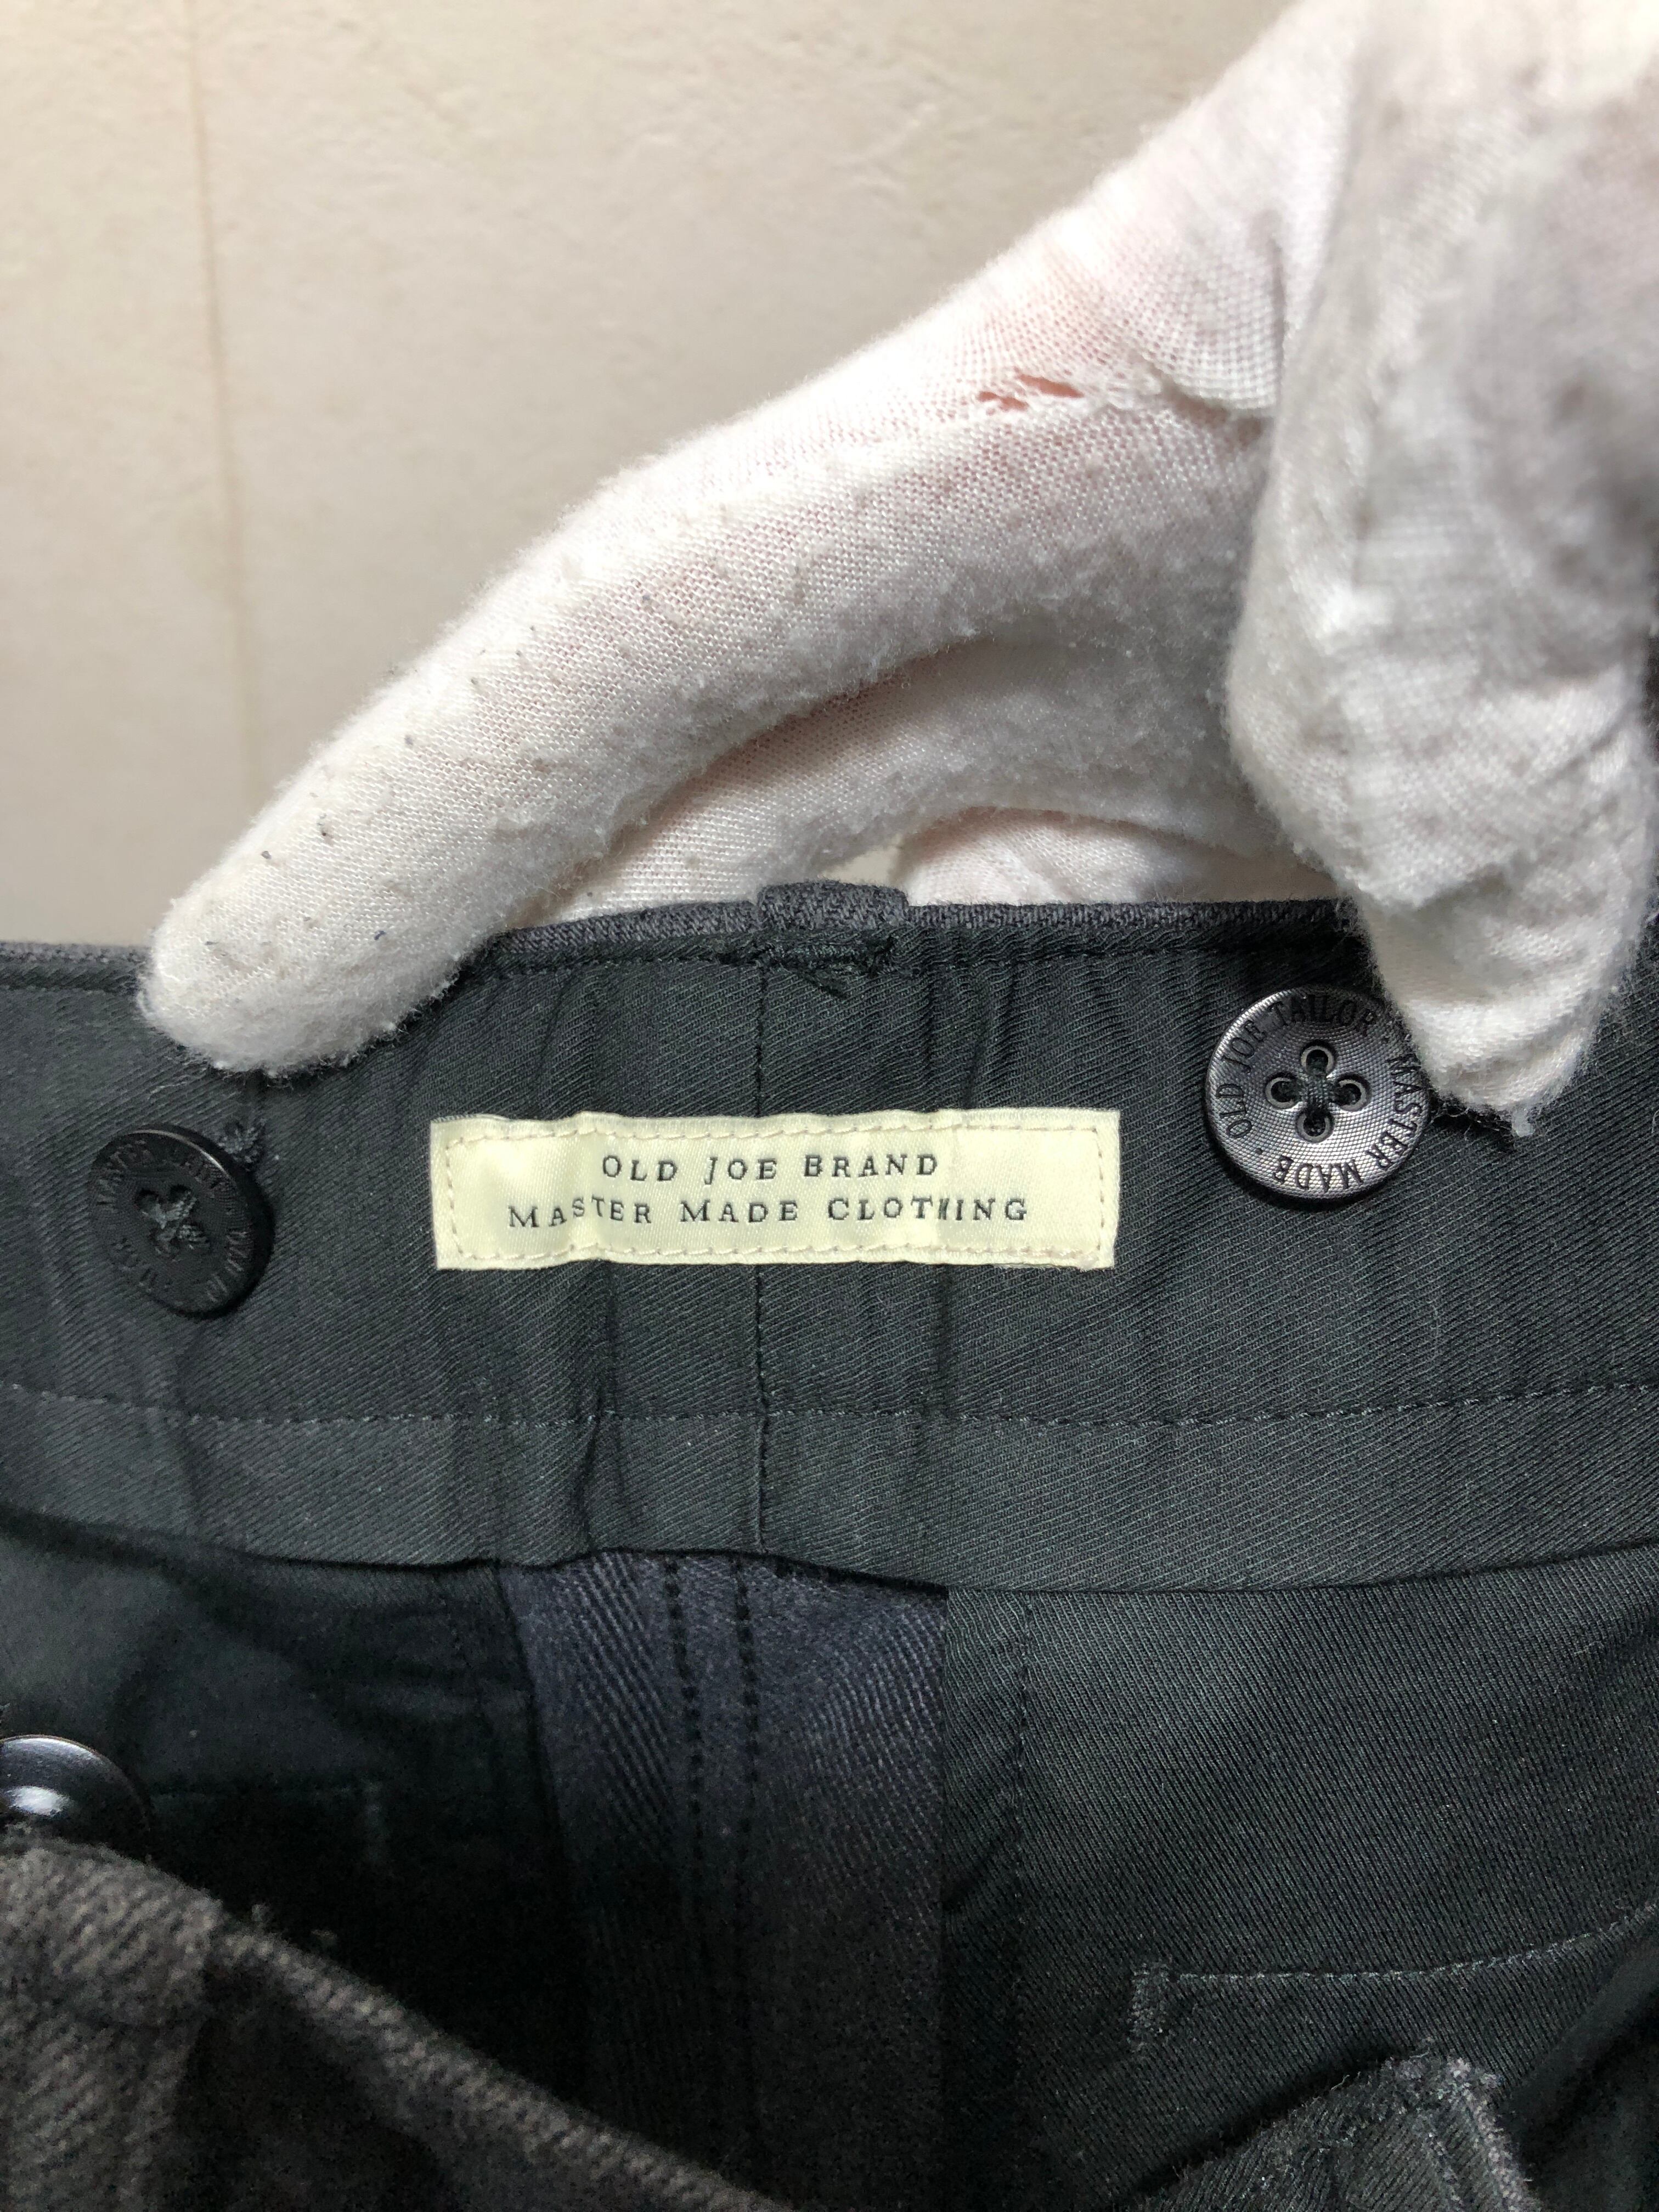 OLD JOE BRAND
MASTER MADE CLOTHING
OLD JOE TAILOR · MASTER MADE ·